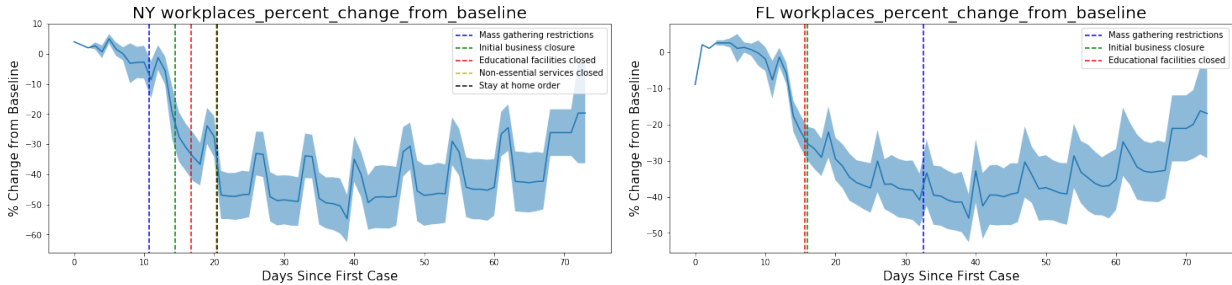 NY workplaces_percent_change_from_baseline
% Change from Baseline
10
0
−10
−20
−30
−40
−50
−60
Mass gathering restrictions
Initial business closure
Educational facilities closed
Non-essential services closed
Stay at home order
0 10 20 30 40 50 60 70
Days Since First Case
FL workplaces_percent_change_from_baseline
% Change from Baseline
0
−10
−20
−30
−40
−50
Mass gathering restrictions
Initial business closure
Educational facilities closed
0 10 20 30 40 50 60 70
Days Since First Case